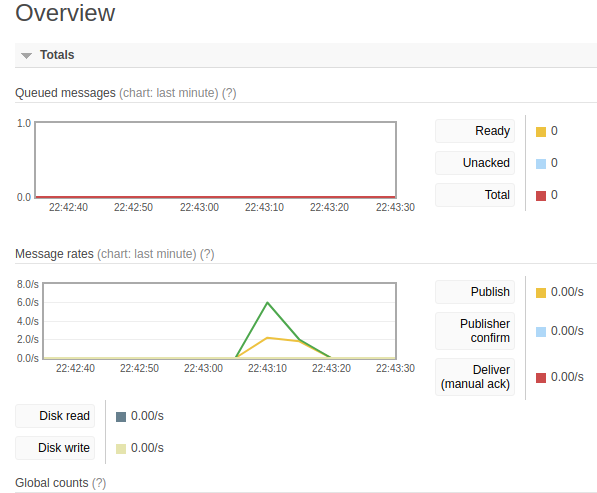 Overview
Totals
Queued messages (chart: last minute) (?)
1.0
0.0
22:42:40 22:42:50 22:43:00 22:43:10 22:43:20 22:43:30
Ready 0
Unacked 0
Total 0
Message rates (chart: last minute) (?)
8.0/s
6.0/s
4.0/s
2.0/s
0.0/s
22:42:40 22:42:50 22:43:00 22:43:10 22:43:20 22:43:30
Publish 0.00/s
Publisher
confirm 0.00/s
Deliver
(manual ack) 0.00/s
Disk read 0.00/s
Disk write 0.00/s
Global counts (?)